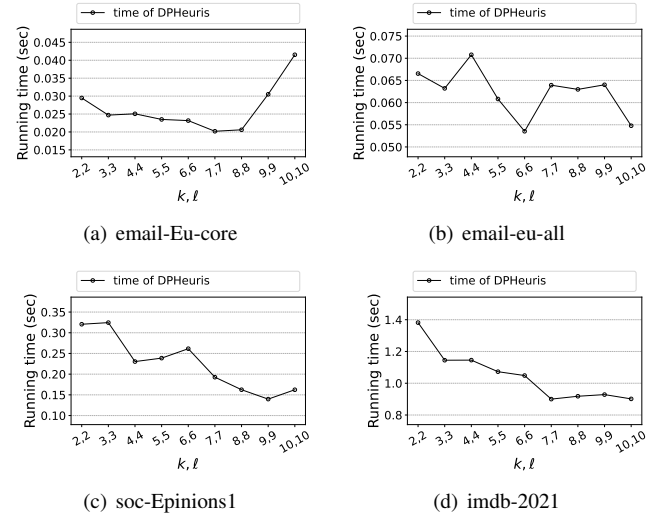 time of DPHeuris
Running time (sec)
0.045
0.040
0.035
0.030
0.025
0.020
0.015
2,2 3,3 4,4 5,5 6,6 7,7 8,8 9,9 10,10
k, ℓ
(a) email-Eu-core
time of DPHeuris
Running time (sec)
0.075
0.070
0.065
0.060
0.055
0.050
2,2 3,3 4,4 5,5 6,6 7,7 8,8 9,9 10,10
k, ℓ
(b) email-eu-all
time of DPHeuris
Running time (sec)
0.35
0.30
0.25
0.20
0.15
0.10
2,2 3,3 4,4 5,5 6,6 7,7 8,8 9,9 10,10
k, ℓ
(c) soc-Epinions1
time of DPHeuris
Running time (sec)
1.4
1.2
1.0
0.8
2,2 3,3 4,4 5,5 6,6 7,7 8,8 9,9 10,10
k, ℓ
(d) imdb-2021